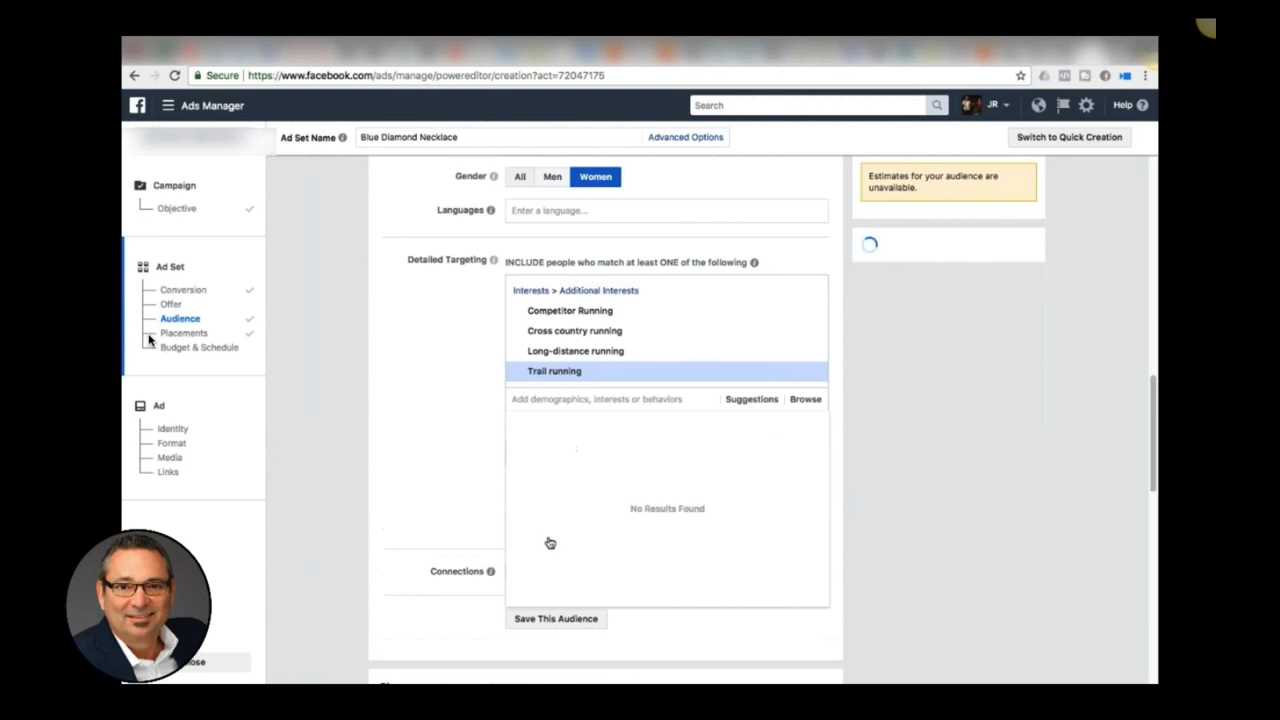 Secure | https://www.facebook.com/ads/manage/powereditor/creation?act=72047175
f Ads Manager Search JR Help ?
Ad Set Name Blue Diamond Necklace Advanced Options Switch to Quick Creation
Campaign
Objective
Ad Set
Conversion
Offer
Audience
Placements
Budget & Schedule
Ad
Identity
Format
Media
Links
Gender All Men Women
Languages Enter a language...
Detailed Targeting INCLUDE people who match at least ONE of the following
Interests > Additional Interests
Competitor Running
Cross country running
Long-distance running
Trail running
Add demographics, interests or behaviors Suggestions Browse
No Results Found
Connections
Save This Audience
Estimates for your audience are
unavailable.